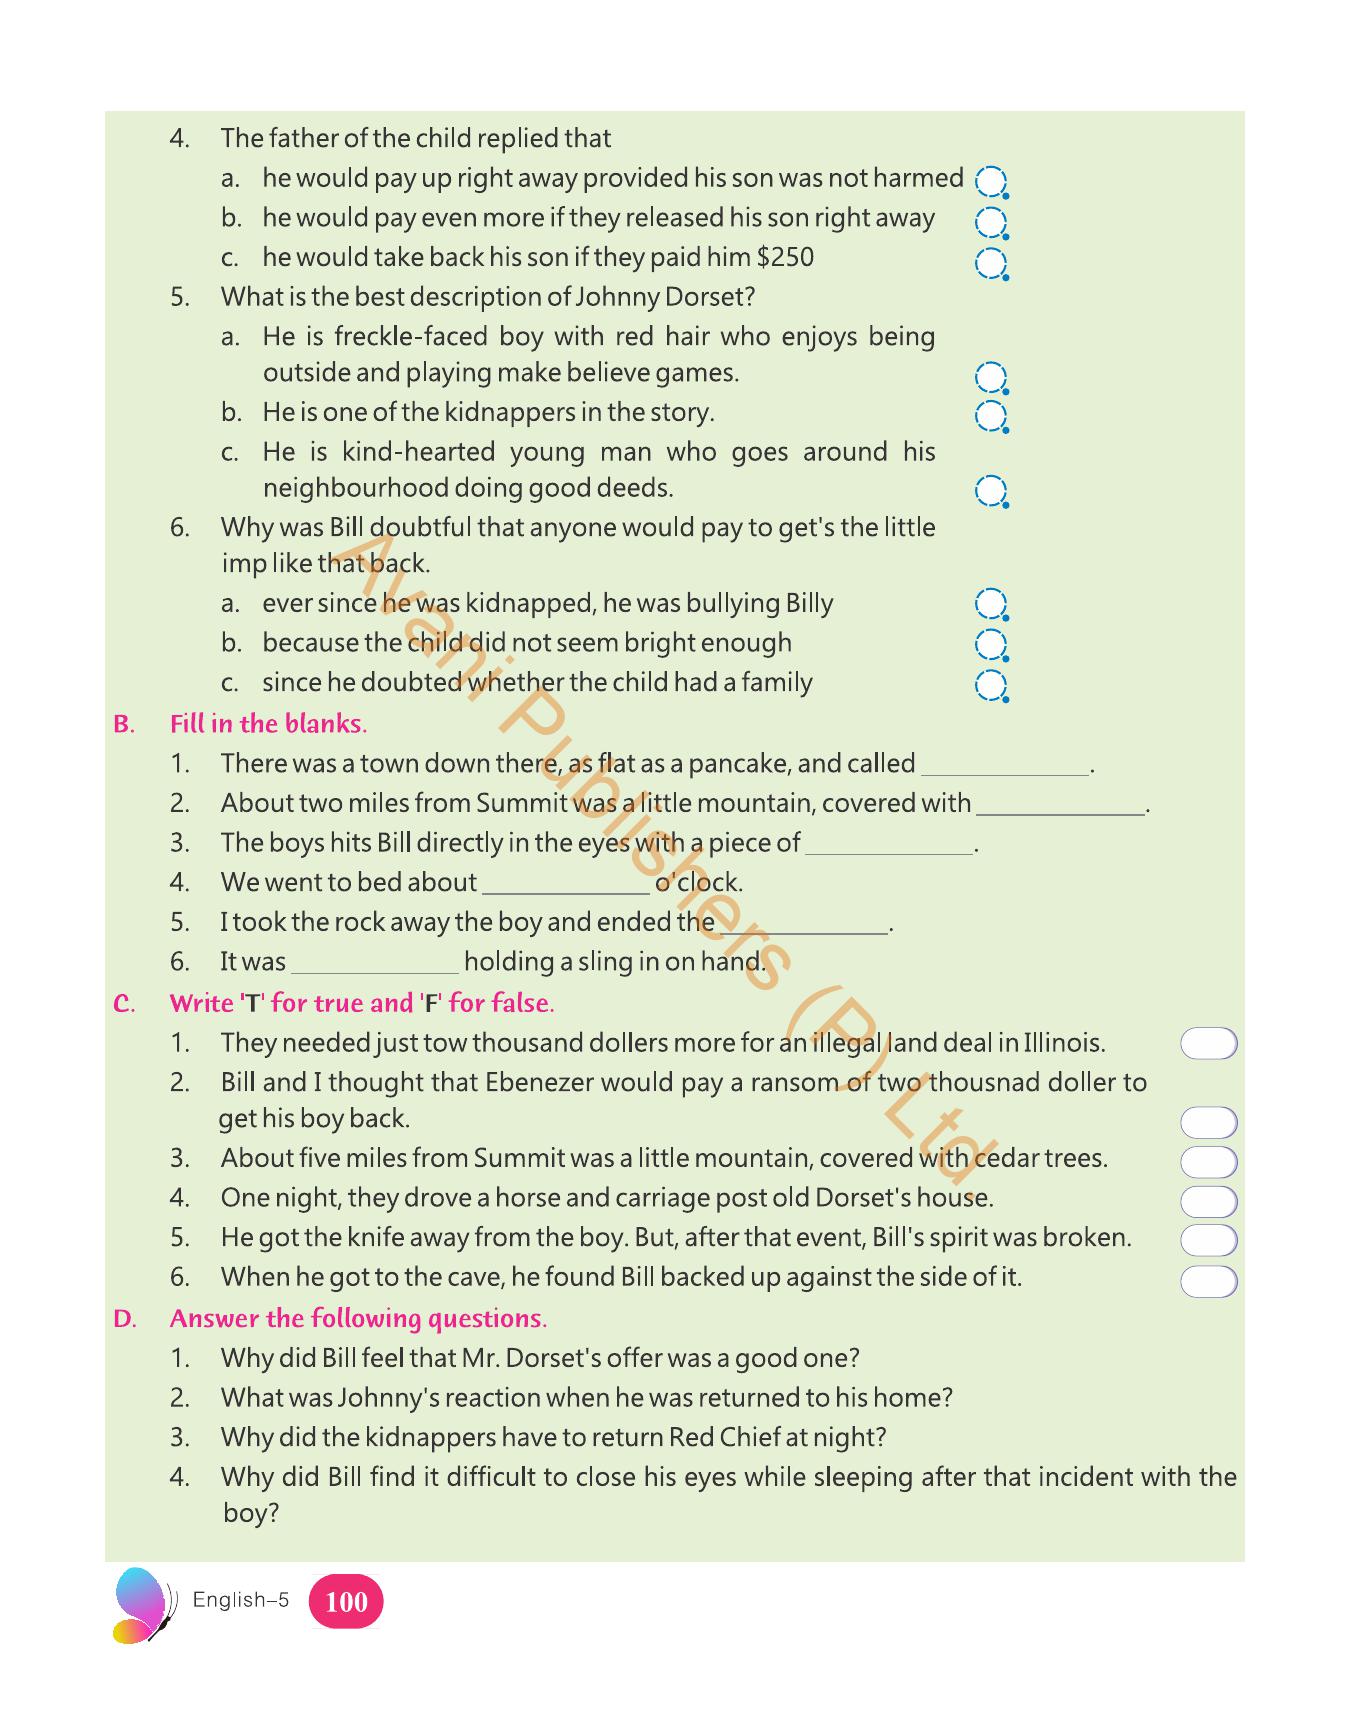 4. The father of the child replied that
a. he would pay up right away provided his son was not harmed
b. he would pay even more if they released his son right away
c. he would take back his son if they paid him $250
5. What is the best description of Johnny Dorset?
a. He is freckle-faced boy with red hair who enjoys being
outside and playing make believe games.
b. He is one of the kidnappers in the story.
c. He is kind-hearted young man who goes around his
neighbourhood doing good deeds.
6. Why was Bill doubtful that anyone would pay to get's the little
imp like that back.
a. ever since he was kidnapped, he was bullying Billy
b. because the child did not seem bright enough
c. since he doubted whether the child had a family
B. Fill in the blanks.
1. There was a town down there, as flat as a pancake, and called ____________.
2. About two miles from Summit was a little mountain, covered with ____________.
3. The boys hits Bill directly in the eyes with a piece of ____________.
4. We went to bed about ____________ o'clock.
5. I took the rock away the boy and ended the ____________.
6. It was ____________ holding a sling in on hand.
C. Write 'T' for true and 'F' for false.
1. They needed just tow thousand dollers more for an illegal land deal in Illinois.
2. Bill and I thought that Ebenezer would pay a ransom of two thousnad doller to
get his boy back.
3. About five miles from Summit was a little mountain, covered with cedar trees.
4. One night, they drove a horse and carriage post old Dorset's house.
5. He got the knife away from the boy. But, after that event, Bill's spirit was broken.
6. When he got to the cave, he found Bill backed up against the side of it.
D. Answer the following questions.
1. Why did Bill feel that Mr. Dorset's offer was a good one?
2. What was Johnny's reaction when he was returned to his home?
3. Why did the kidnappers have to return Red Chief at night?
4. Why did Bill find it difficult to close his eyes while sleeping after that incident with the
boy?
English–5 100
Avani Publishers (P) Ltd.